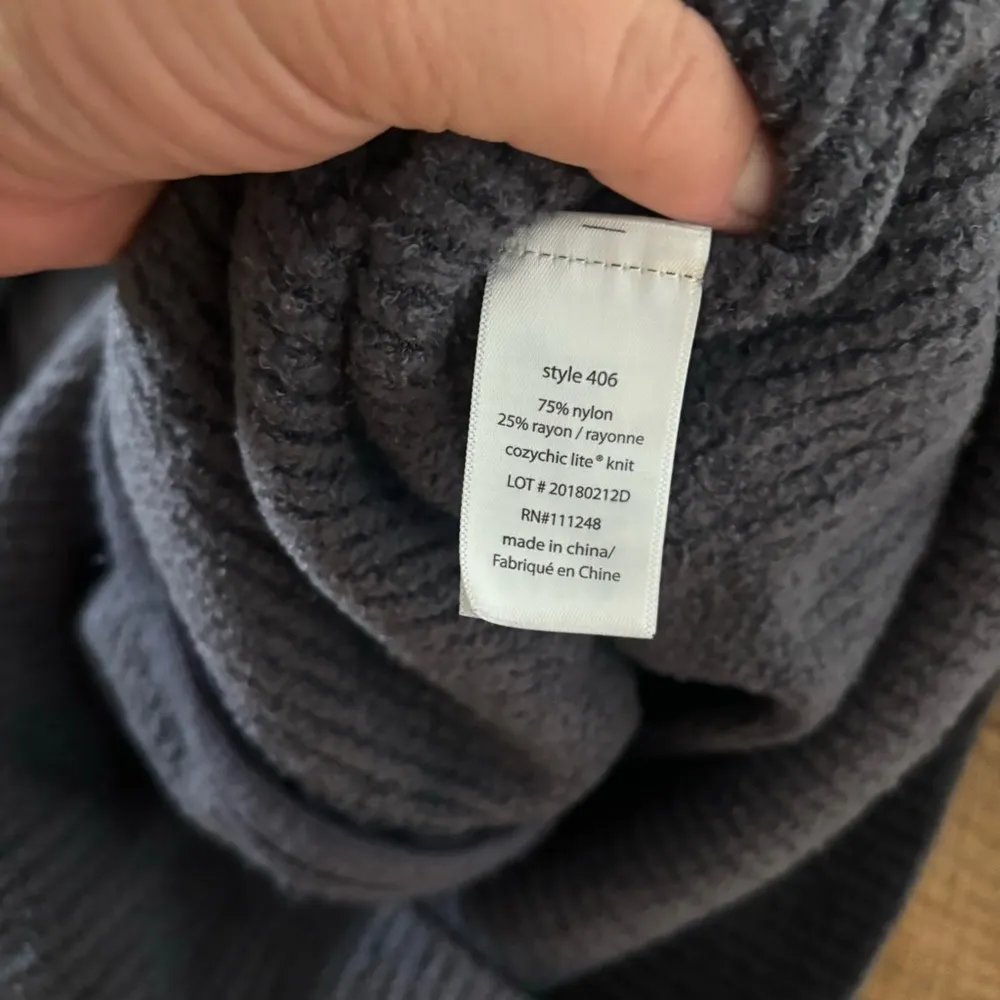 style 406
75% nylon
25% rayon / rayonne
cozychic lite® knit
LOT # 20180212D
RN#111248
made in china/
Fabriqué en Chine